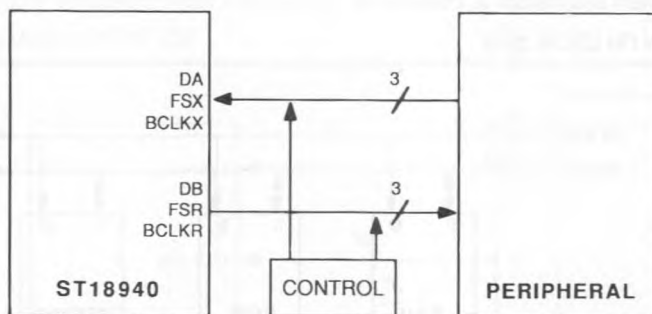 DA
FSX
BCLKX
3
DB
FSR
BCLKR
3
ST18940
CONTROL
PERIPHERAL